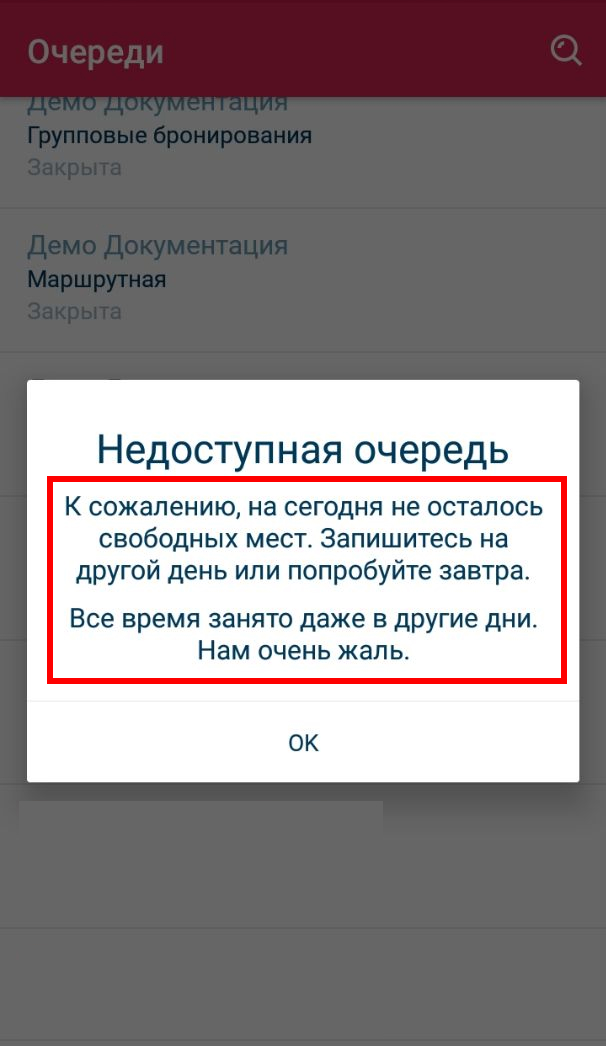 Очереди
Демо Документация
Групповые бронирования
Закрыта
Демо Документация
Маршрутная
Закрыта
Недоступная очередь
К сожалению, на сегодня не осталось
свободных мест. Запишитесь на
другой день или попробуйте завтра.
Все время занято даже в другие дни.
Нам очень жаль.
OK